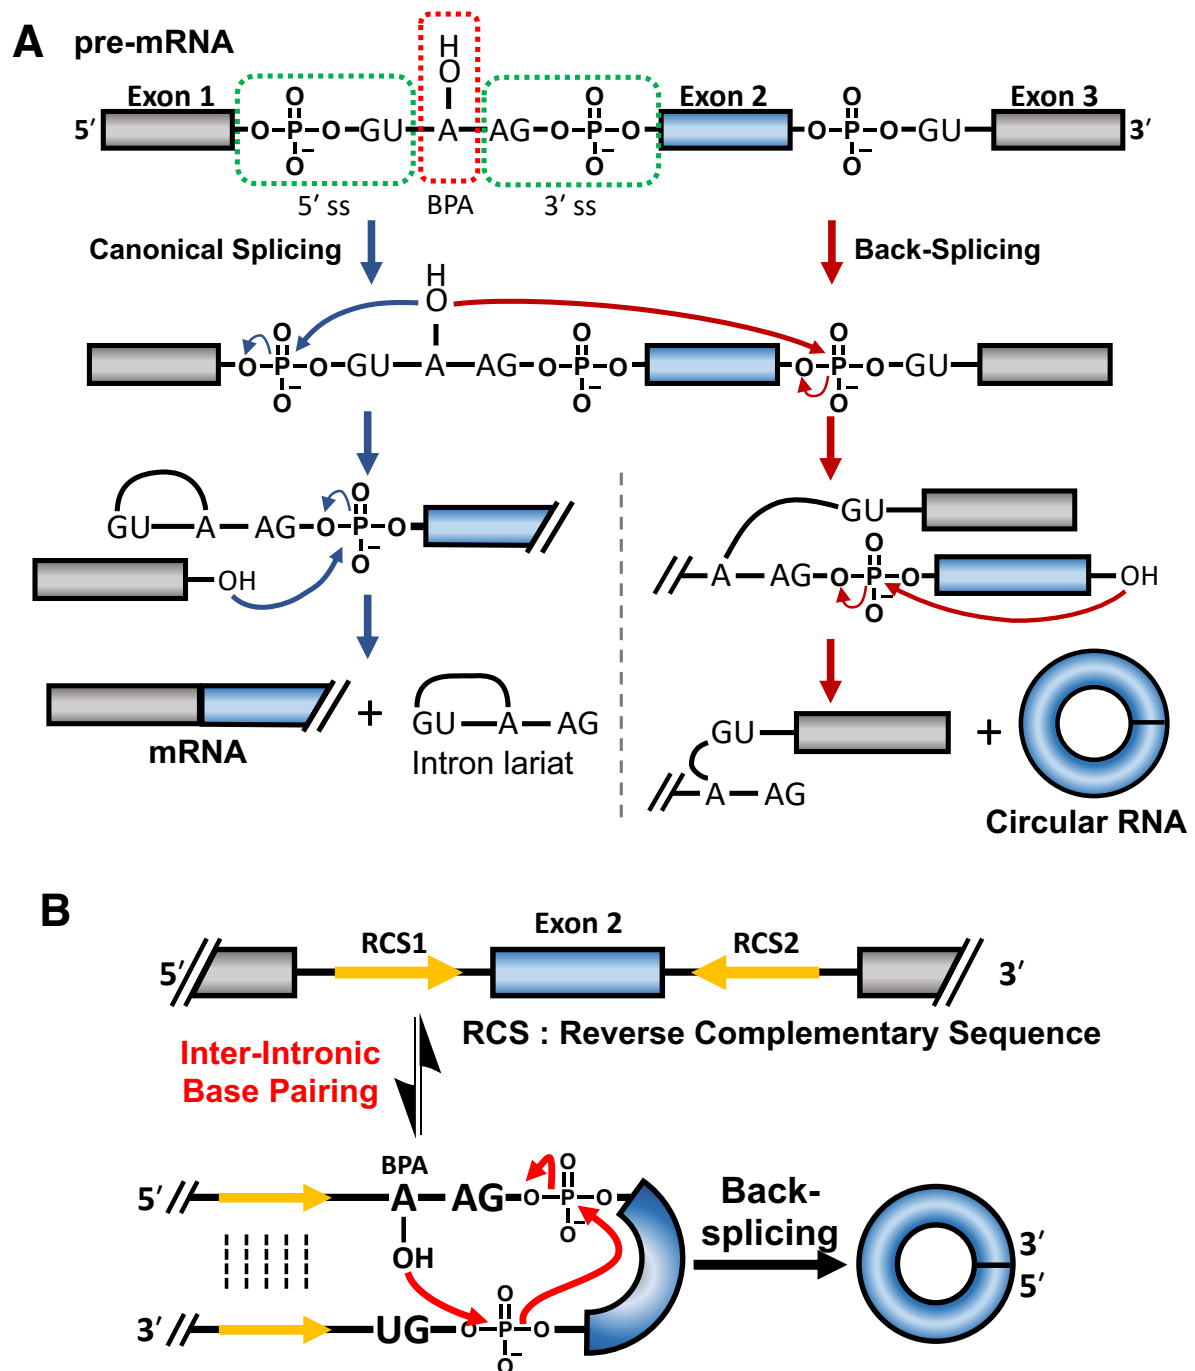 A pre-mRNA
H
O
Exon 1 O O Exon 2 O Exon 3
5′ O P O GU A AG O P O O P O GU 3′
O – O – O –
5′ ss BPA 3′ ss
Canonical Splicing Back-Splicing
H
O
O O O
O P O GU A AG O P O O P O GU
O – O – O –
O
GU A AG O P O
O –
OH
GU
O
A AG O P O OH
O –
mRNA
+
GU A AG
Intron lariat
GU
+
A AG
Circular RNA
B
Exon 2
RCS1 RCS2
5′ 3′
RCS : Reverse Complementary Sequence
Inter-Intronic
Base Pairing
BPA O
5′ A AG O P O
O –
OH
Back-
splicing
3′
5′
O
3′ UG O P O
O –